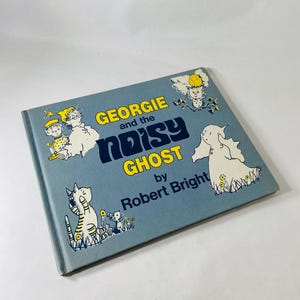 GEORGIE
and the
NOISY
GHOST
by
Robert Bright